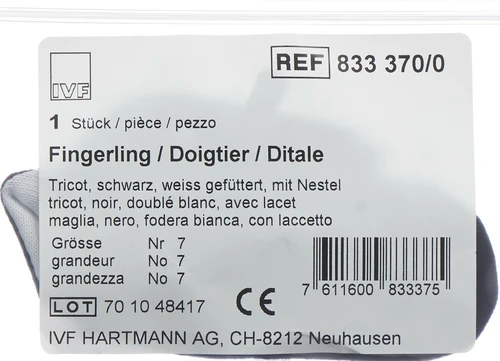 IVF
REF 833 370/0
1 Stück / pièce / pezzo
Fingerling / Doigtier / Ditale
Tricot, schwarz, weiss gefüttert, mit Nestel
tricot, noir, doublé blanc, avec lacet
maglia, nero, fodera bianca, con laccetto
Grösse Nr 7
grandeur No 7
grandezza No 7
7 611600 833375
LOT 70 10 48417 CE
IVF HARTMANN AG, CH-8212 Neuhausen